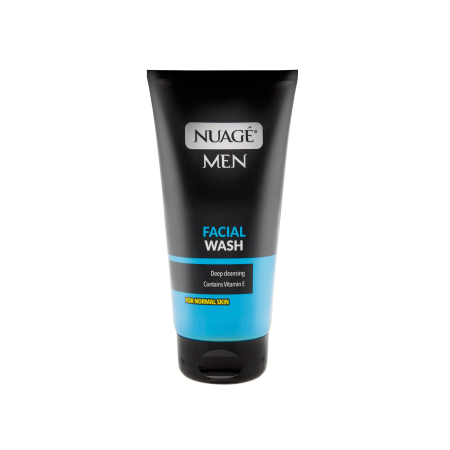 NUAGÉ®
MEN
FACIAL
WASH
Deep cleansing
Contains Vitamin E
FOR NORMAL SKIN